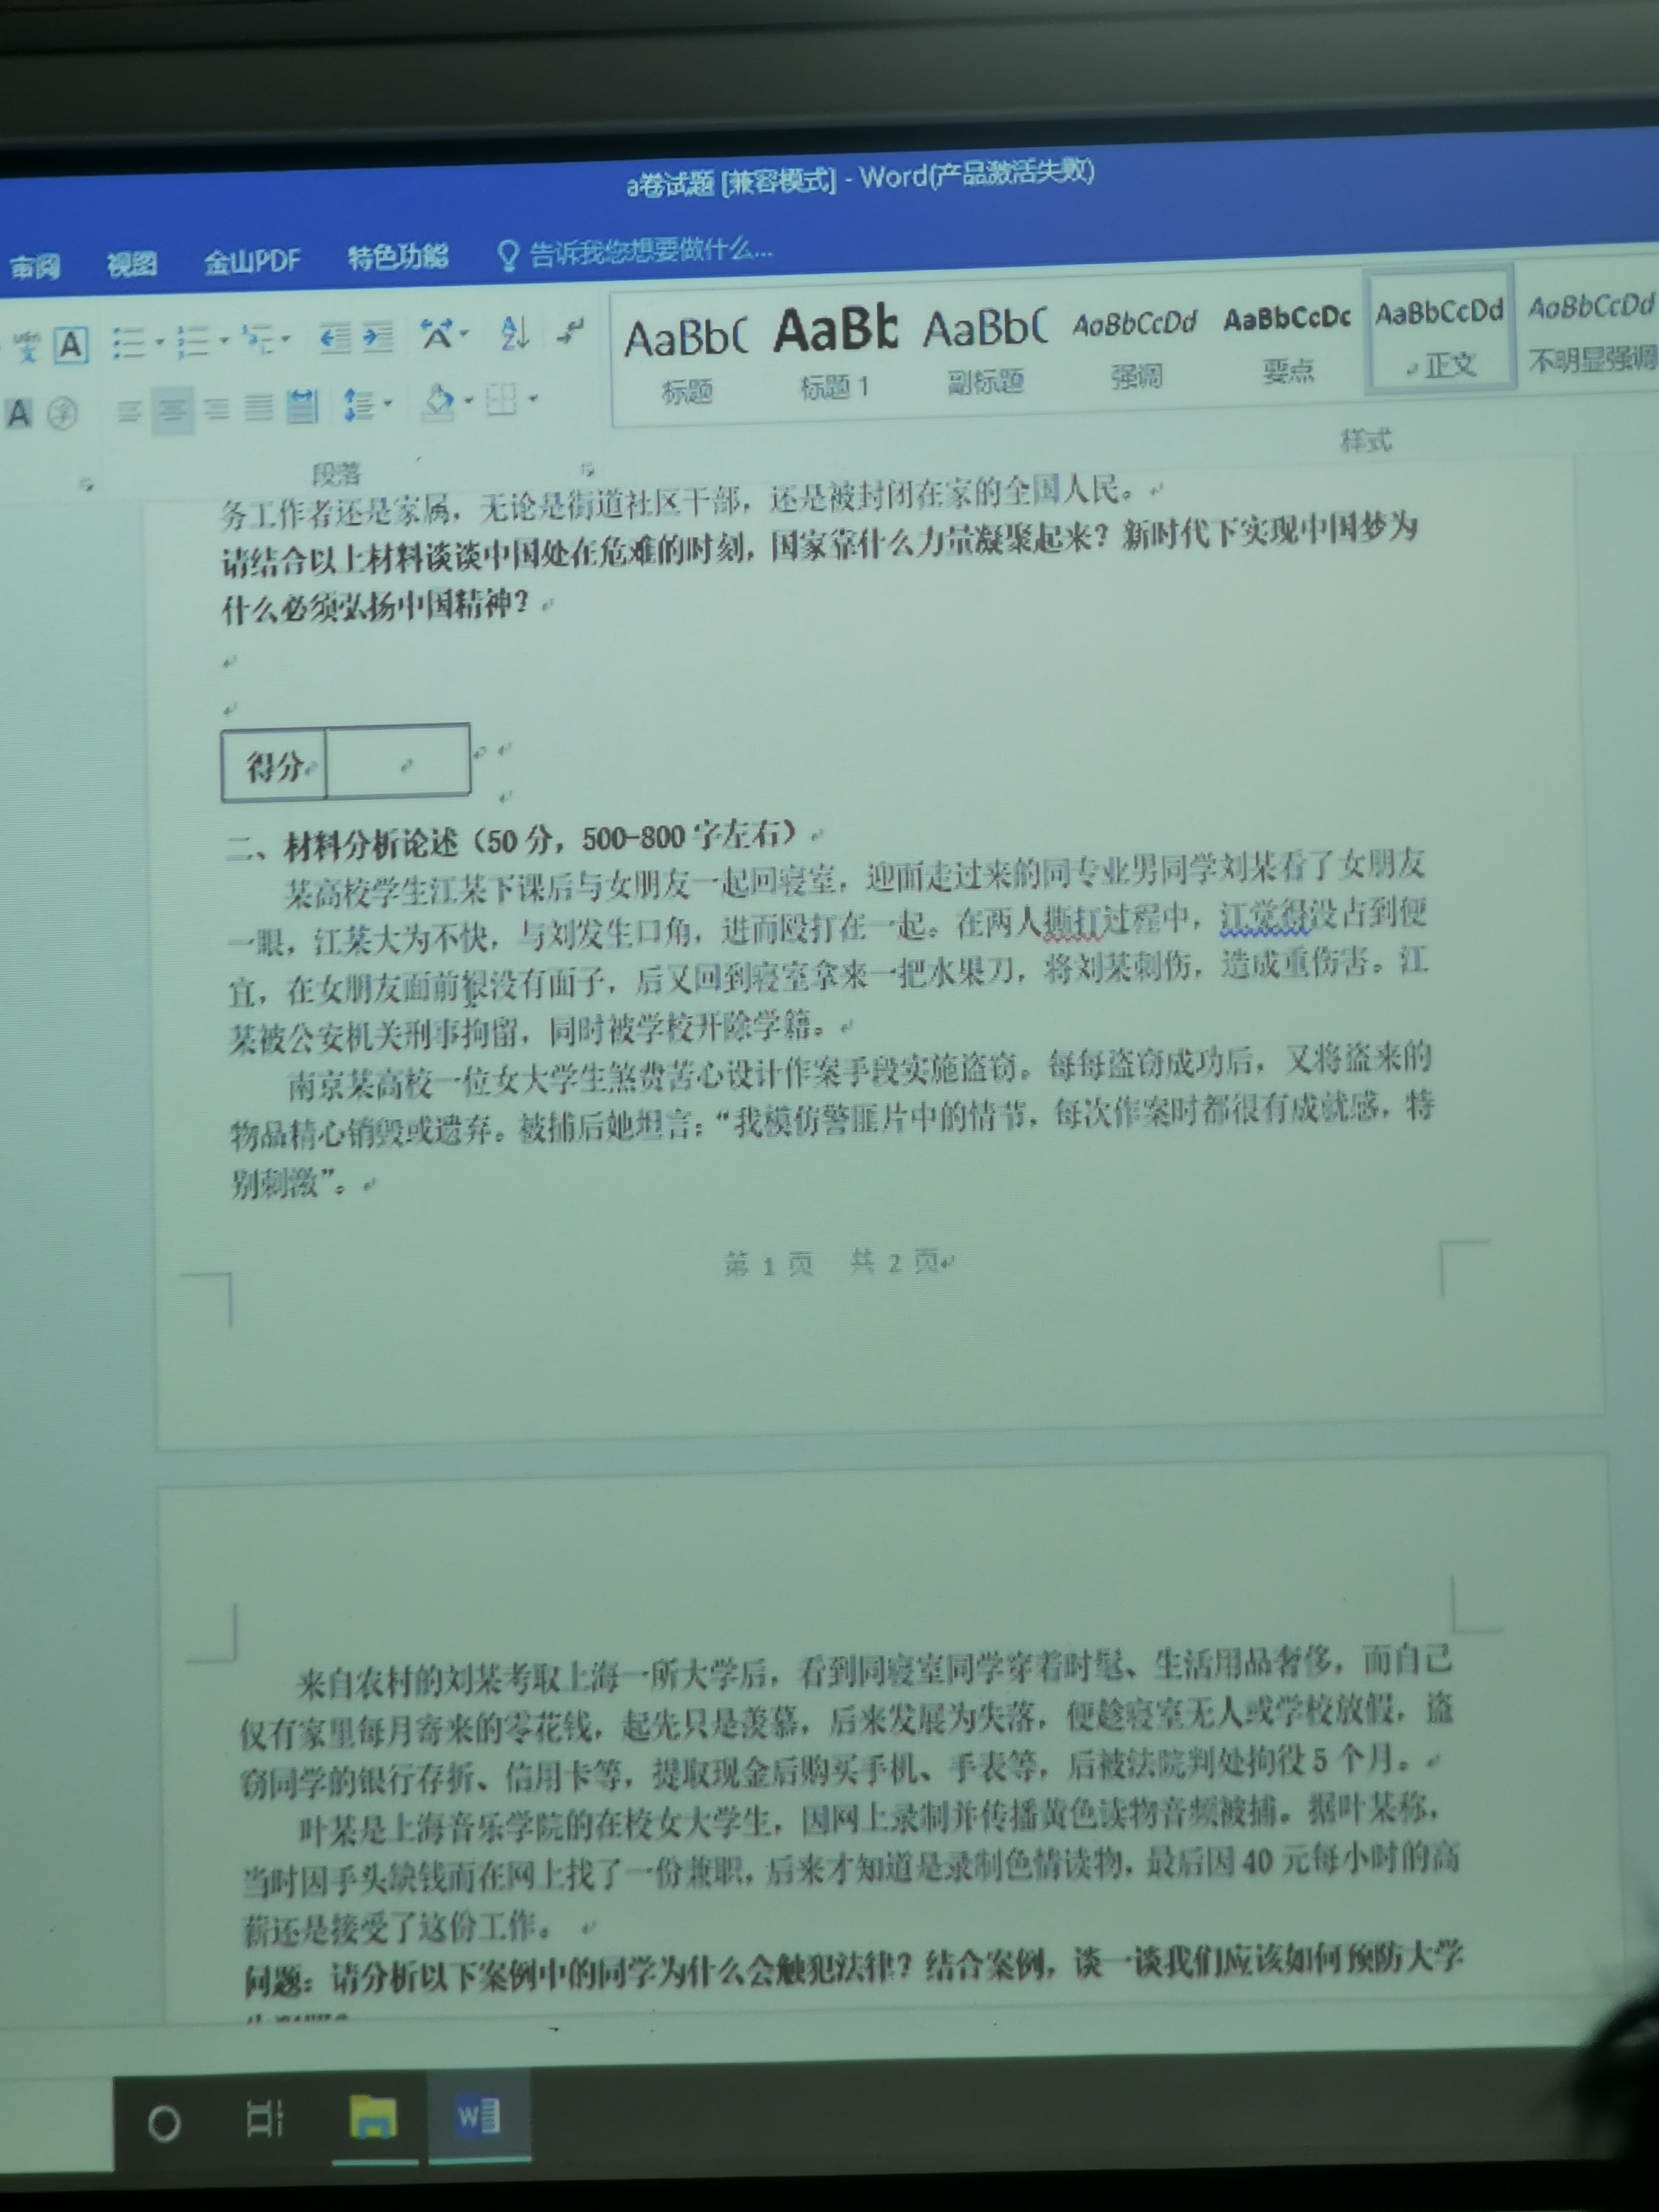 a卷试题 [兼容模式] - Word(产品激活失败)
审阅 视图 金山PDF 特色功能 告诉我您想要做什么...
AaBbC AaBb AaBbC AaBbCcDd AaBbCcDc AaBbCcDd AaBbCcDd
标题 标题 1 副标题 强调 要点 正文 不明显强调
段落 样式
务工作者还是家属，无论是街道社区干部，还是被封闭在家的全国人民。
请结合以上材料谈谈中国处在危难的时刻，国家靠什么力量凝聚起来？新时代下实现中国梦为
什么必须弘扬中国精神？
得分
二、材料分析论述（50 分，500-800 字左右）
某高校学生江某下课后与女朋友一起回寝室，迎面走过来的同专业男同学刘某看了女朋友
一眼，江某大为不快，与刘发生口角，进而殴打在一起。在两人撕打过程中，江觉得没占到便
宜，在女朋友面前很没有面子，后又回到寝室拿来一把水果刀，将刘某刺伤，造成重伤害。江
某被公安机关刑事拘留，同时被学校开除学籍。
南京某高校一位女大学生煞费苦心设计作案手段实施盗窃。每每盗窃成功后，又将盗来的
物品精心销毁或遗弃。被捕后她坦言：“我模仿警匪片中的情节，每次作案时都很有成就感，特
别刺激”。
第 1 页 共 2 页
来自农村的刘某考取上海一所大学后，看到同寝室同学穿着时髦、生活用品奢侈，而自己
仅有家里每月寄来的零花钱，起先只是羡慕，后来发展为失落，便趁寝室无人或学校放假，盗
窃同学的银行存折、信用卡等，提取现金后购买手机、手表等，后被法院判处拘役 5 个月。
叶某是上海音乐学院的在校女大学生，因网上录制并传播黄色读物音频被捕。据叶某称，
当时因手头缺钱而在网上找了一份兼职，后来才知道是录制色情读物，最后因 40 元每小时的高
薪还是接受了这份工作。
问题：请分析以下案例中的同学为什么会触犯法律？结合案例，谈一谈我们应该如何预防大学